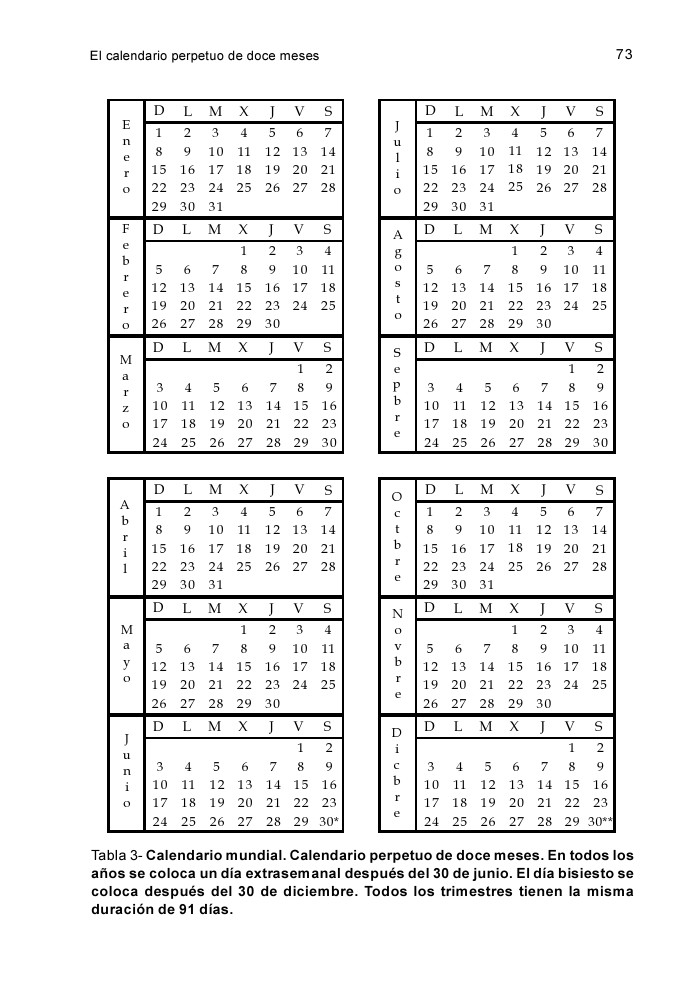 El calendario perpetuo de doce meses 73
Enero
D L M X J V S
1 2 3 4 5 6 7
8 9 10 11 12 13 14
15 16 17 18 19 20 21
22 23 24 25 26 27 28
29 30 31
Febrero
D L M X J V S
1 2 3 4
5 6 7 8 9 10 11
12 13 14 15 16 17 18
19 20 21 22 23 24 25
26 27 28 29 30
Marzo
D L M X J V S
1 2
3 4 5 6 7 8 9
10 11 12 13 14 15 16
17 18 19 20 21 22 23
24 25 26 27 28 29 30
Julio
D L M X J V S
1 2 3 4 5 6 7
8 9 10 11 12 13 14
15 16 17 18 19 20 21
22 23 24 25 26 27 28
29 30 31
Agosto
D L M X J V S
1 2 3 4
5 6 7 8 9 10 11
12 13 14 15 16 17 18
19 20 21 22 23 24 25
26 27 28 29 30
Sepbre
D L M X J V S
1 2
3 4 5 6 7 8 9
10 11 12 13 14 15 16
17 18 19 20 21 22 23
24 25 26 27 28 29 30
Abril
D L M X J V S
1 2 3 4 5 6 7
8 9 10 11 12 13 14
15 16 17 18 19 20 21
22 23 24 25 26 27 28
29 30 31
Mayo
D L M X J V S
1 2 3 4
5 6 7 8 9 10 11
12 13 14 15 16 17 18
19 20 21 22 23 24 25
26 27 28 29 30
Junio
D L M X J V S
1 2
3 4 5 6 7 8 9
10 11 12 13 14 15 16
17 18 19 20 21 22 23
24 25 26 27 28 29 30*
Octbre
D L M X J V S
1 2 3 4 5 6 7
8 9 10 11 12 13 14
15 16 17 18 19 20 21
22 23 24 25 26 27 28
29 30 31
Novbre
D L M X J V S
1 2 3 4
5 6 7 8 9 10 11
12 13 14 15 16 17 18
19 20 21 22 23 24 25
26 27 28 29 30
Dicbre
D L M X J V S
1 2
3 4 5 6 7 8 9
10 11 12 13 14 15 16
17 18 19 20 21 22 23
24 25 26 27 28 29 30**
Tabla 3- Calendario mundial. Calendario perpetuo de doce meses. En todos los
años se coloca un día extrasemanal después del 30 de junio. El día bisiesto se
coloca después del 30 de diciembre. Todos los trimestres tienen la misma
duración de 91 días.